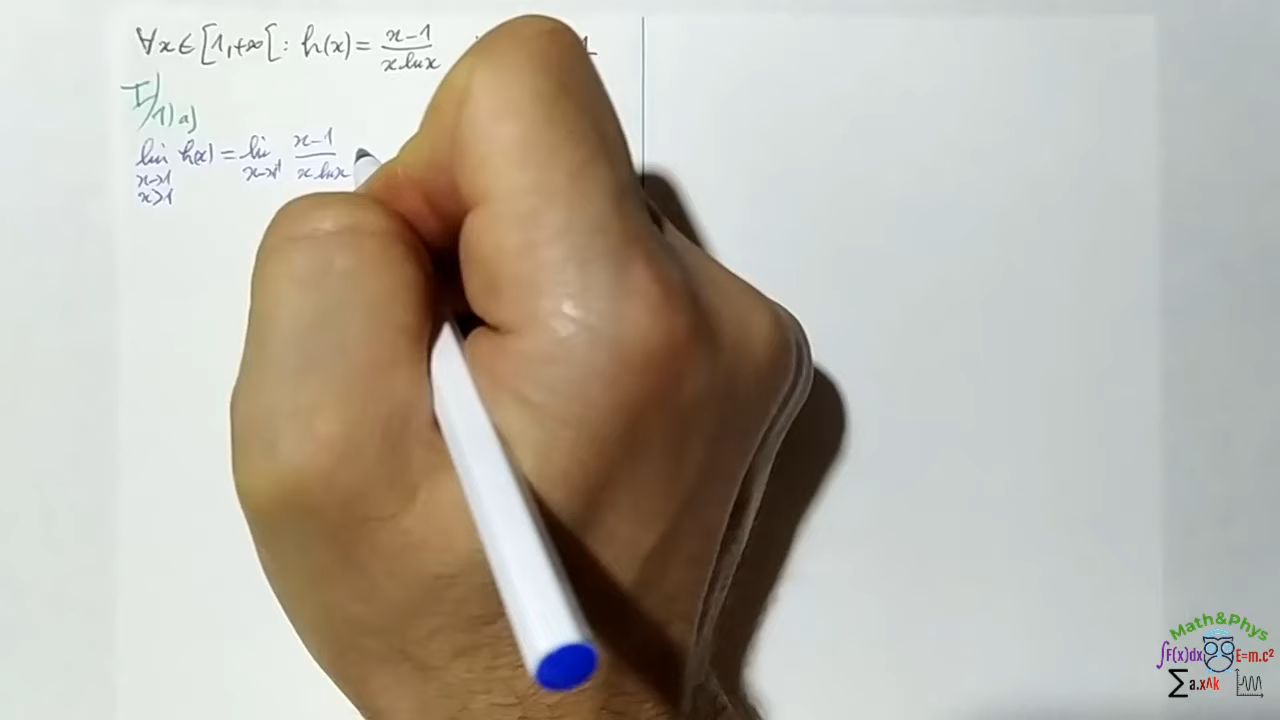 ∀x∈[1,+∞[: h(x) = x-1 / x ln x
I/ 1) a)
lim x→1 x>1 h(x) = lim x→1 x-1 / x ln x
Math&Phys
∫F(x)dx E=m.c²
∑ a.x^k